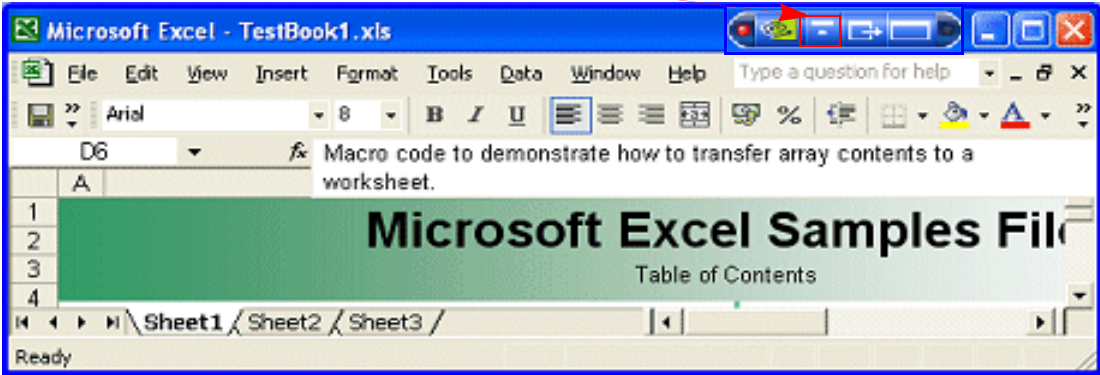 Microsoft Excel - TestBook1.xls
File Edit View Insert Format Tools Data Window Help Type a question for help
Arial 8 B I U %
D6 fx Macro code to demonstrate how to transfer array contents to a
worksheet.
A
1
Microsoft Excel Samples
2
3 Table of Contents
4
Sheet1 Sheet2 Sheet3
Ready